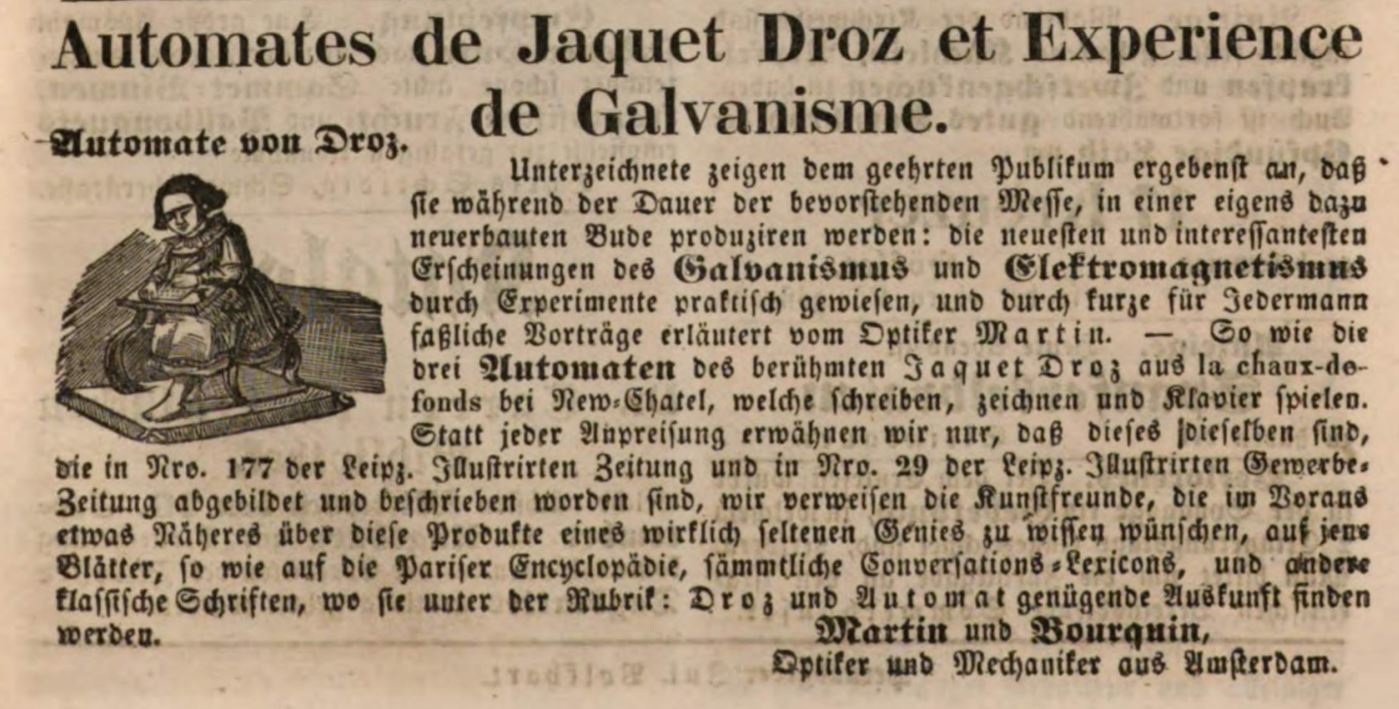 Automates de Jaquet Droz et Experience
de Galvanisme.
Automate von Droz.
Unterzeichnete zeigen dem geehrten Publikum ergebenst an, daß
sie während der Dauer der bevorstehenden Messe, in einer eigens dazu
neuerbauten Bude produziren werden: die neuesten und interessantesten
Erscheinungen des Galvanismus und Elektromagnetismus
durch Experimente praktisch gewiesen, und durch kurze für Jedermann
faßliche Vorträge erläutert vom Optiker Martin. — So wie die
drei Automaten des berühmten Jaquet Droz aus la chaux-de-
fonds bei New-Chatel, welche schreiben, zeichnen und Klavier spielen.
Statt jeder Anpreisung erwähnen wir nur, daß dieses dieselben sind,
die in Nro. 177 der Leipz. Illustrirten Zeitung und in Nro. 29 der Leipz. Illustrirten Gewerbe-
Zeitung abgebildet und beschrieben worden sind, wir verweisen die Kunstfreunde, die im Voraus
etwas Näheres über diese Produkte eines wirklich seltenen Genies zu wissen wünschen, auf jene
Blätter, so wie auf die Pariser Encyclopädie, sämmtliche Conversations-Lexicons, und andere
klassische Schriften, wo sie unter der Rubrik: Droz und Automat genügende Auskunft finden
werden.
Martin und Bourquin,
Optiker und Mechaniker aus Amsterdam.